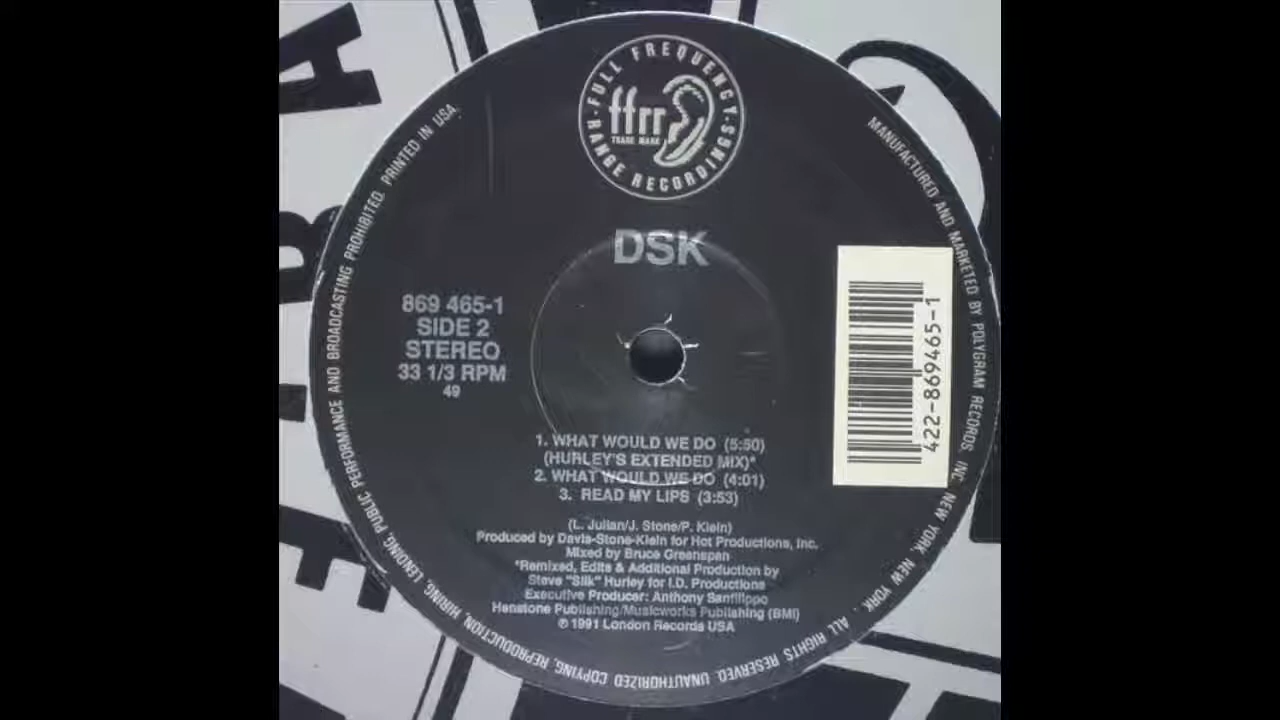 FULL FREQUENCY
ffrr
TRADE MARK
RANGE RECORDINGS
DSK
869 465-1
SIDE 2
STEREO
33 1/3 RPM
49
422-869465-1
1. WHAT WOULD WE DO (5:50)
(HURLEY'S EXTENDED MIX)*
2. WHAT WOULD WE DO (4:01)
3. READ MY LIPS (3:53)
(L. Julian/J. Stone/P. Klein)
Produced by Davis-Stone-Klein for Hot Productions, Inc.
Mixed by Bruce Greenspan
*Remixed, Edits & Additional Production by
Steve "Silk" Hurley for I.D. Productions
Executive Producer: Anthony Sanfilippo
Henstone Publishing/Musicworks Publishing (BMI)
℗ 1991 London Records USA
MANUFACTURED AND MARKETED BY POLYGRAM RECORDS, INC. NEW YORK, NEW YORK. ALL RIGHTS RESERVED. UNAUTHORIZED COPYING, REPRODUCTION, HIRING, LENDING, PUBLIC PERFORMANCE AND BROADCASTING PROHIBITED. PRINTED IN USA.